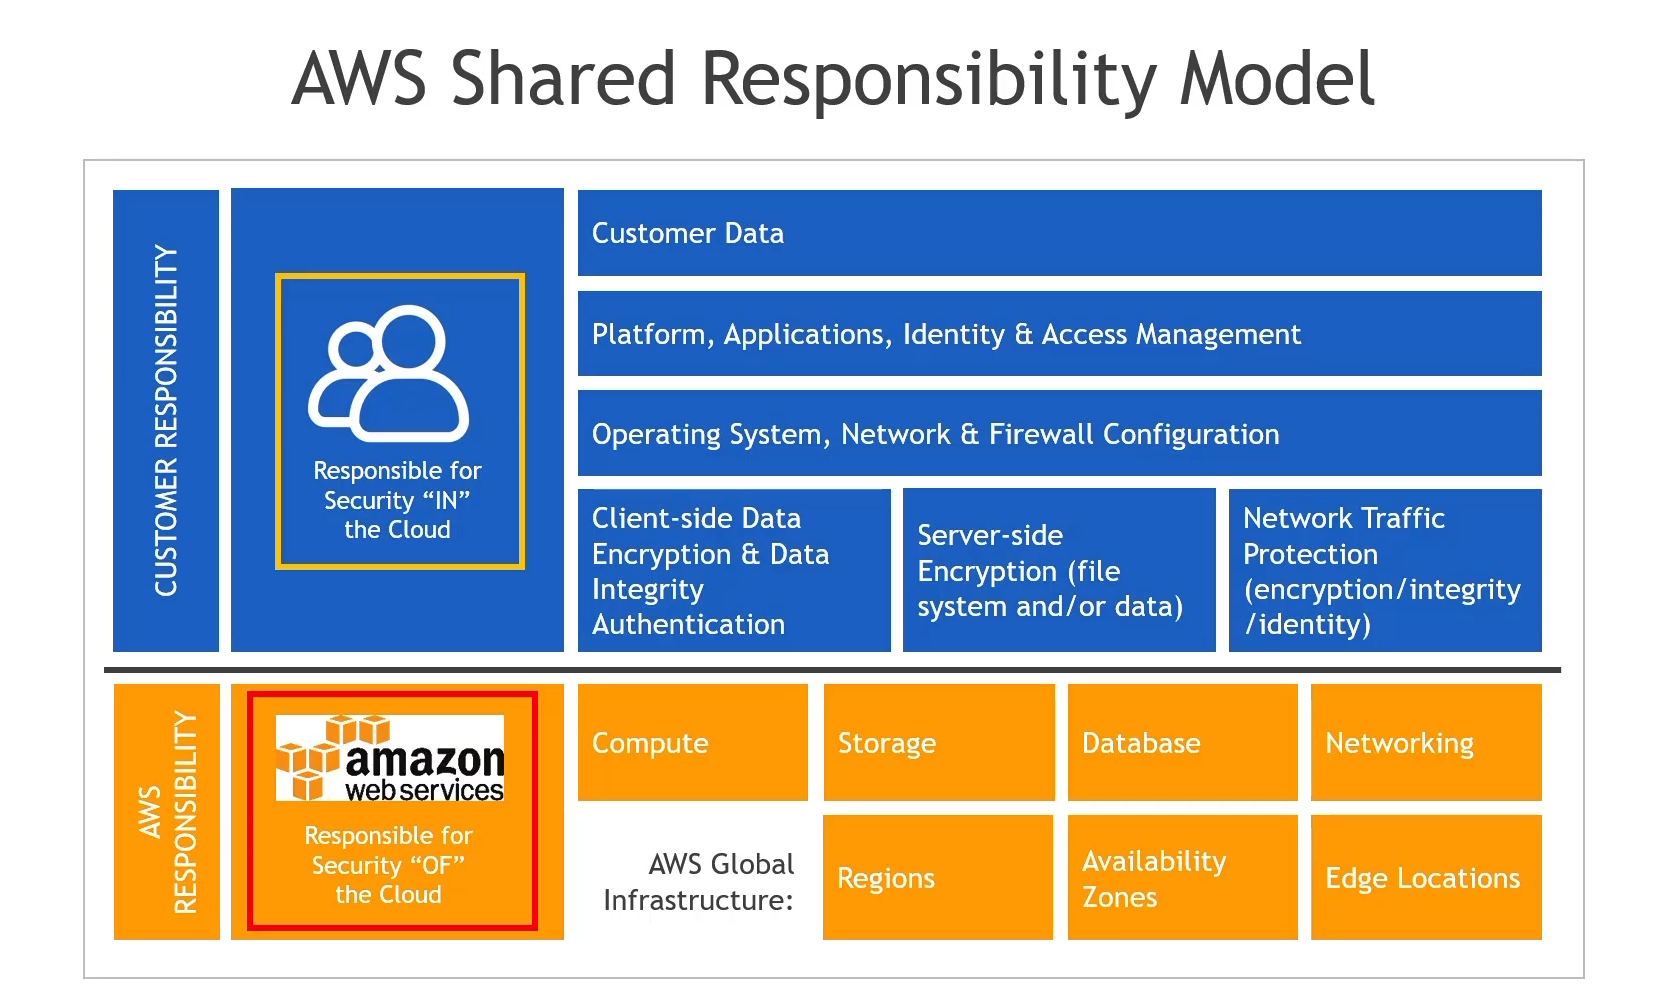 AWS Shared Responsibility Model
CUSTOMER RESPONSIBILITY
Responsible for
Security “IN”
the Cloud
Customer Data
Platform, Applications, Identity & Access Management
Operating System, Network & Firewall Configuration
Client-side Data
Encryption & Data
Integrity
Authentication
Server-side
Encryption (file
system and/or data)
Network Traffic
Protection
(encryption/integrity
/identity)
AWS
RESPONSIBILITY
amazon
webservices
Responsible for
Security “OF”
the Cloud
Compute
Storage
Database
Networking
AWS Global
Infrastructure:
Regions
Availability
Zones
Edge Locations